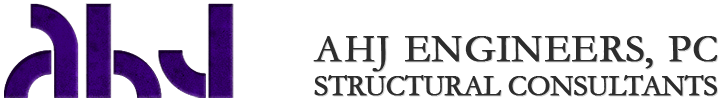 ahj
AHJ ENGINEERS, PC
STRUCTURAL CONSULTANTS